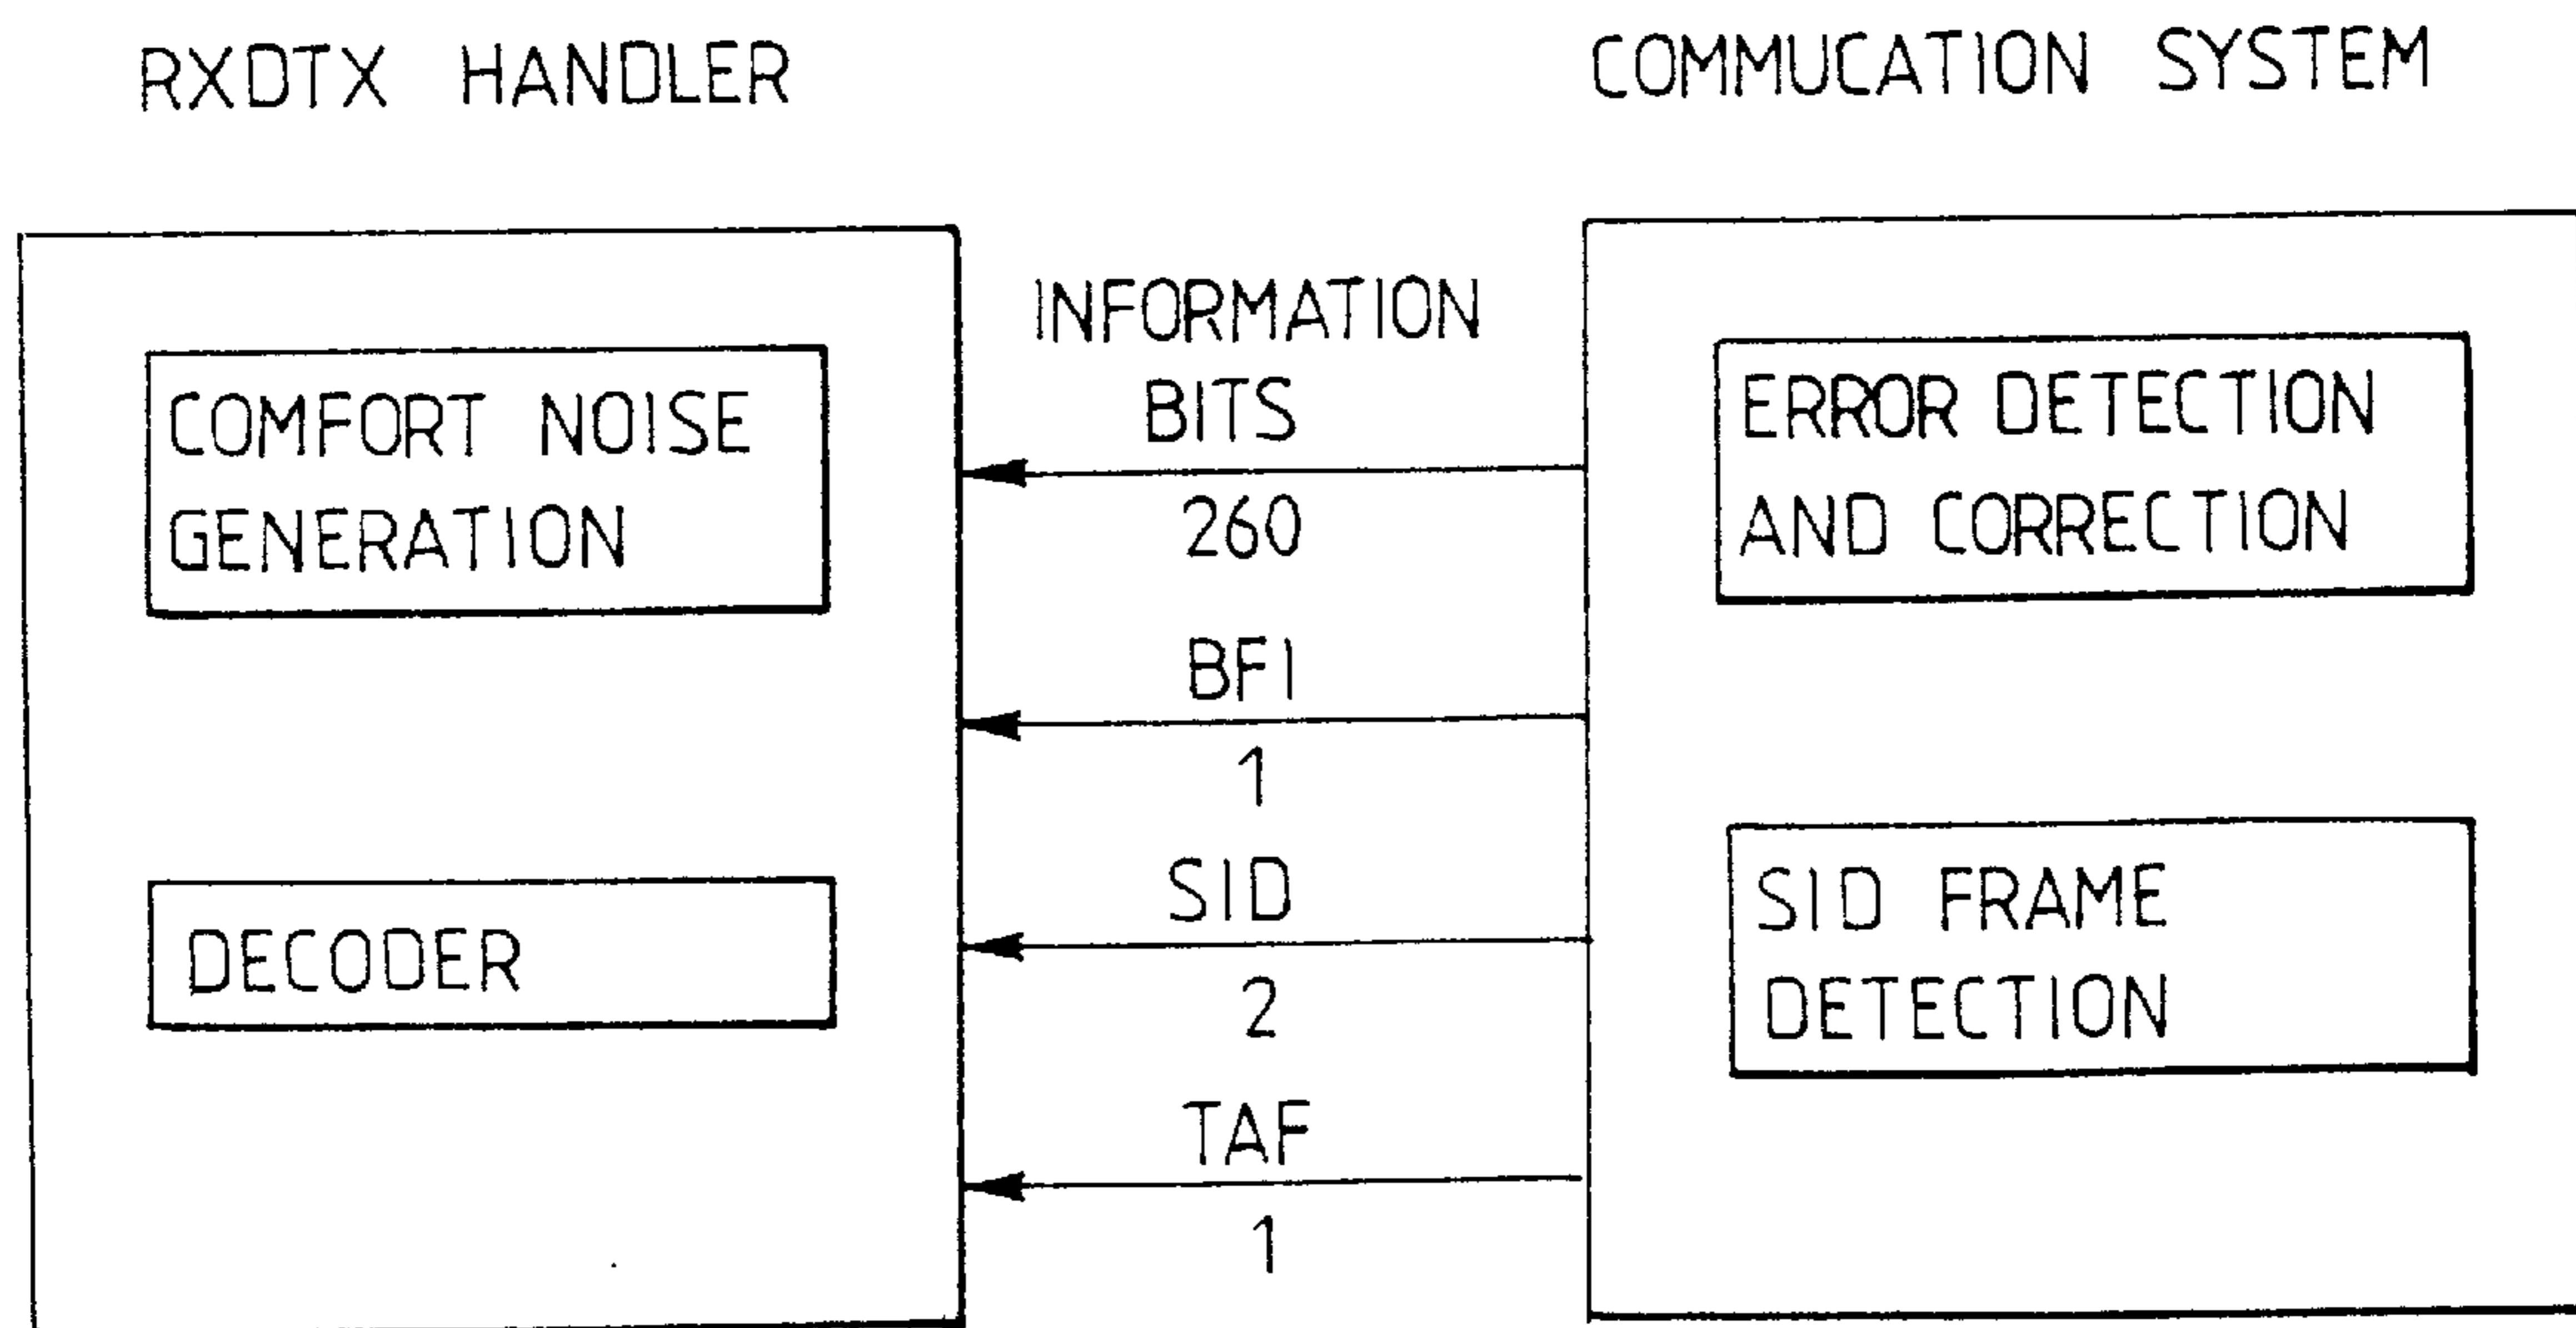 RXDTX HANDLER
COMMUCATION SYSTEM
COMFORT NOISE
GENERATION
DECODER
INFORMATION
BITS
260
BFI
1
SID
2
TAF
1
ERROR DETECTION
AND CORRECTION
SID FRAME
DETECTION